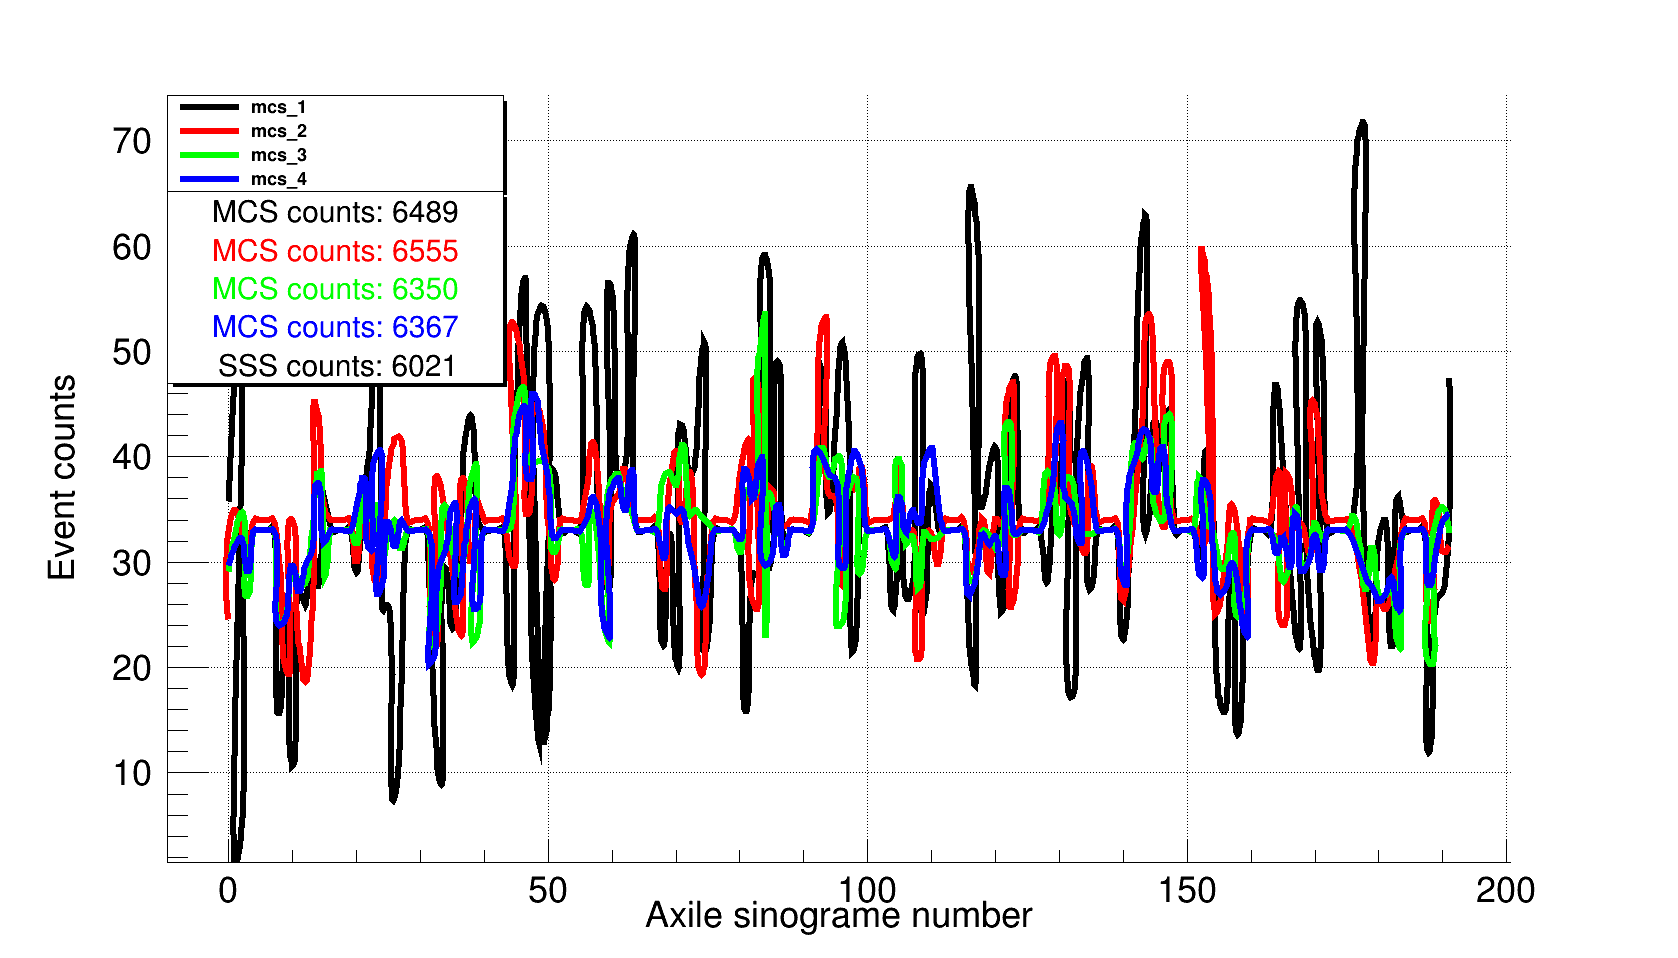 mcs_1
mcs_2
mcs_3
mcs_4
MCS counts: 6489
MCS counts: 6555
MCS counts: 6350
MCS counts: 6367
SSS counts: 6021
Event counts
70
60
50
40
30
20
10
0 50 100 150 200
Axile sinograme number